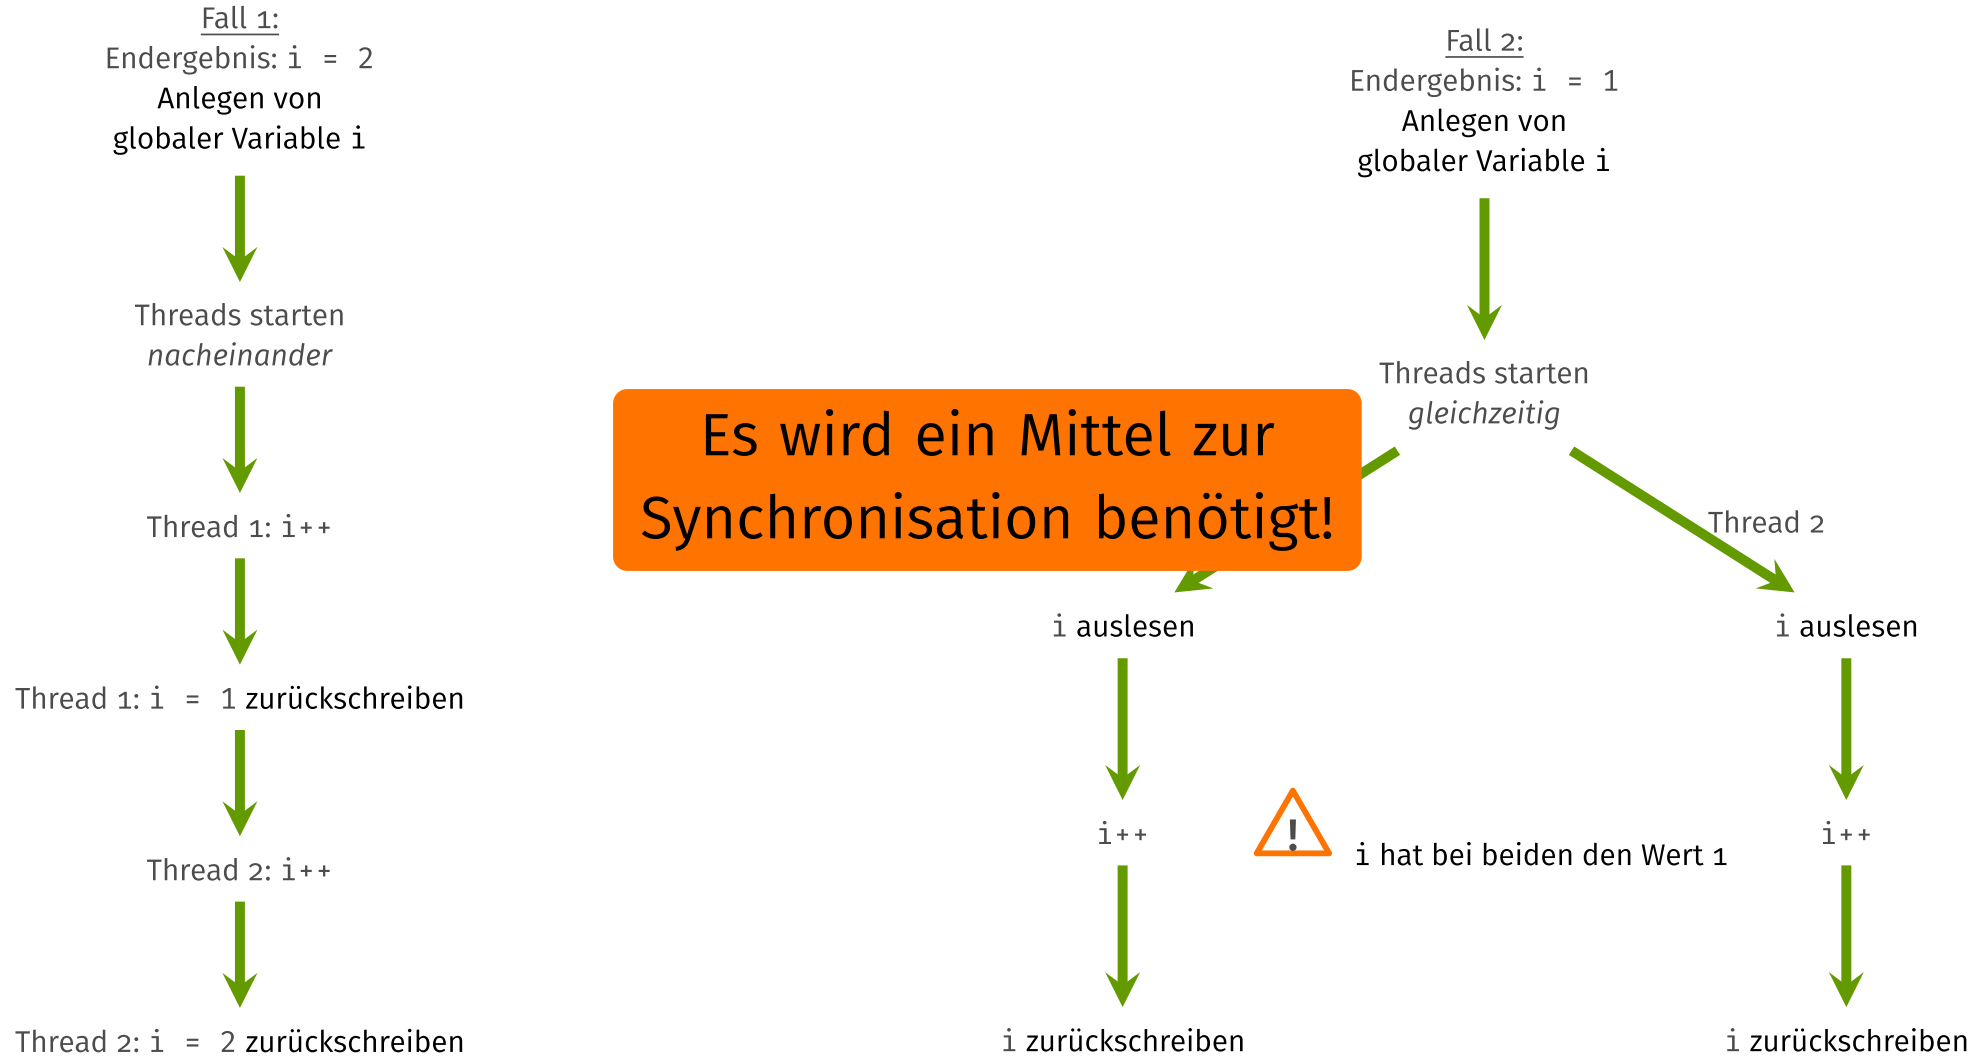 Fall 1:
Endergebnis: i = 2
Anlegen von
globaler Variable i
Threads starten
nacheinander
Thread 1: i++
Thread 1: i = 1 zurückschreiben
Thread 2: i++
Thread 2: i = 2 zurückschreiben
Es wird ein Mittel zur
Synchronisation benötigt!
Fall 2:
Endergebnis: i = 1
Anlegen von
globaler Variable i
Threads starten
gleichzeitig
Thread 2
i auslesen
i auslesen
i++
i++
!
i hat bei beiden den Wert 1
i zurückschreiben
i zurückschreiben